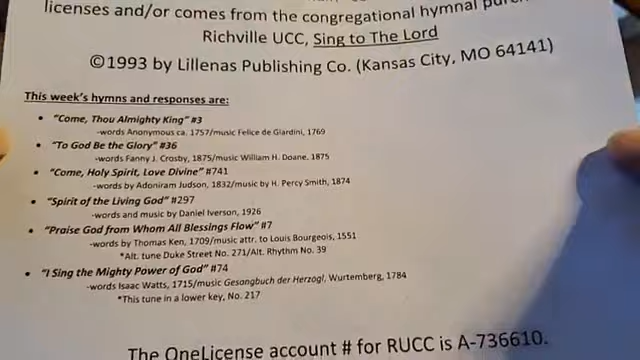 licenses and/or comes from the congregational hymnal
Richville UCC, Sing to The Lord
©1993 by Lillenas Publishing Co. (Kansas City, MO 64141)
This week's hymns and responses are:
• "Come, Thou Almighty King" #3
-words Anonymous ca. 1757/music Felice de Giardini, 1769
• "To God Be the Glory" #36
-words Fanny J. Crosby, 1875/music William H. Doane. 1875
• "Come, Holy Spirit, Love Divine" #741
-words by Adoniram Judson, 1832/music by H. Percy Smith, 1874
• "Spirit of the Living God" #297
-words and music by Daniel Iverson, 1926
• "Praise God from Whom All Blessings Flow" #7
-words by Thomas Ken, 1709/music attr. to Louis Bourgeois, 1551
*Alt. tune Duke Street No. 271/Alt. Rhythm No. 39
• "I Sing the Mighty Power of God" #74
-words Isaac Watts, 1715/music Gesangbuch der Herzogl, Wurtemberg, 1784
*This tune in a lower key, No. 217
The OneLicense account # for RUCC is A-736610.